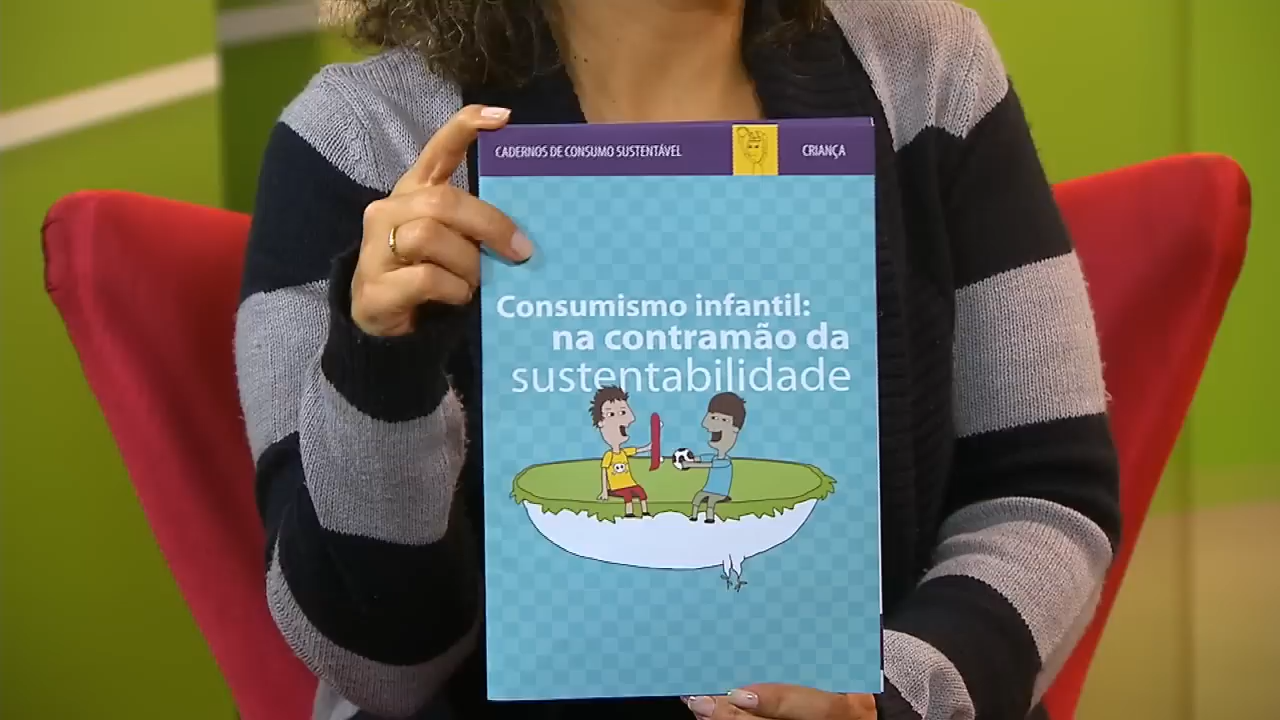 CADERNOS DE CONSUMO SUSTENTÁVEL CRIANÇA
Consumismo infantil:
na contramão da
sustentabilidade